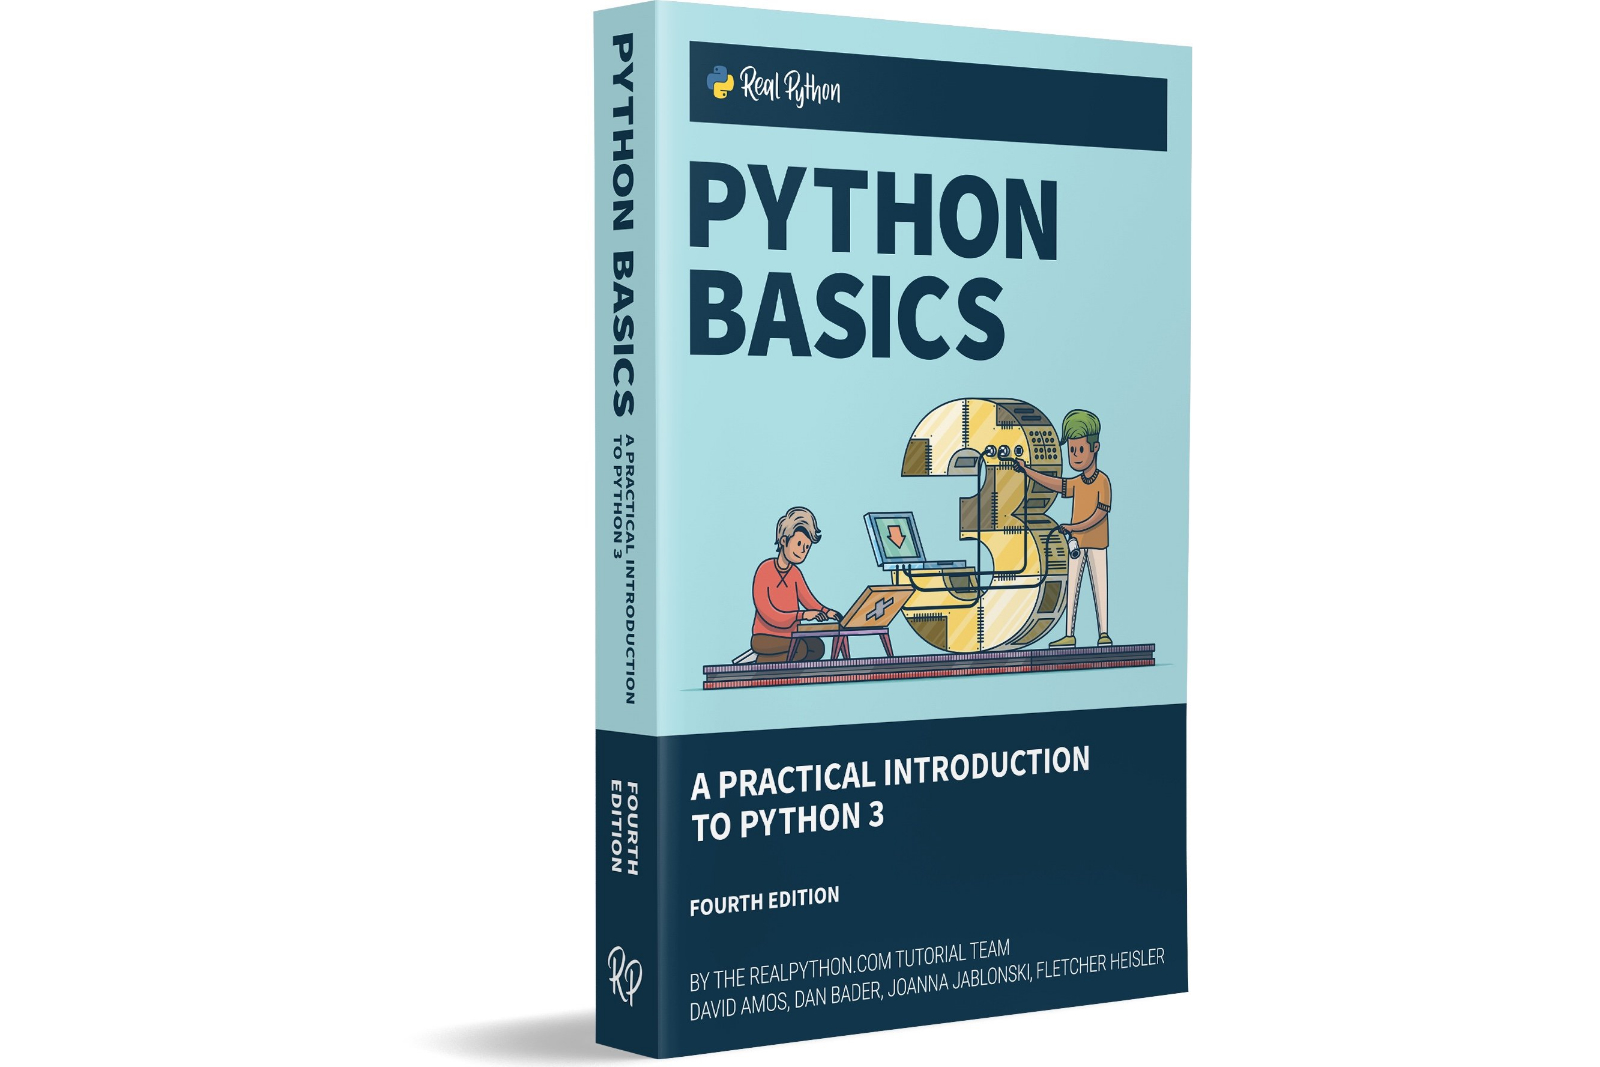 PYTHON BASICS
A PRACTICAL INTRODUCTION
TO PYTHON 3
FOURTH
EDITION
RP
Real Python
PYTHON
BASICS
A PRACTICAL INTRODUCTION
TO PYTHON 3
FOURTH EDITION
BY THE REALPYTHON.COM TUTORIAL TEAM
DAVID AMOS, DAN BADER, JOANNA JABLONSKI, FLETCHER HEISLER